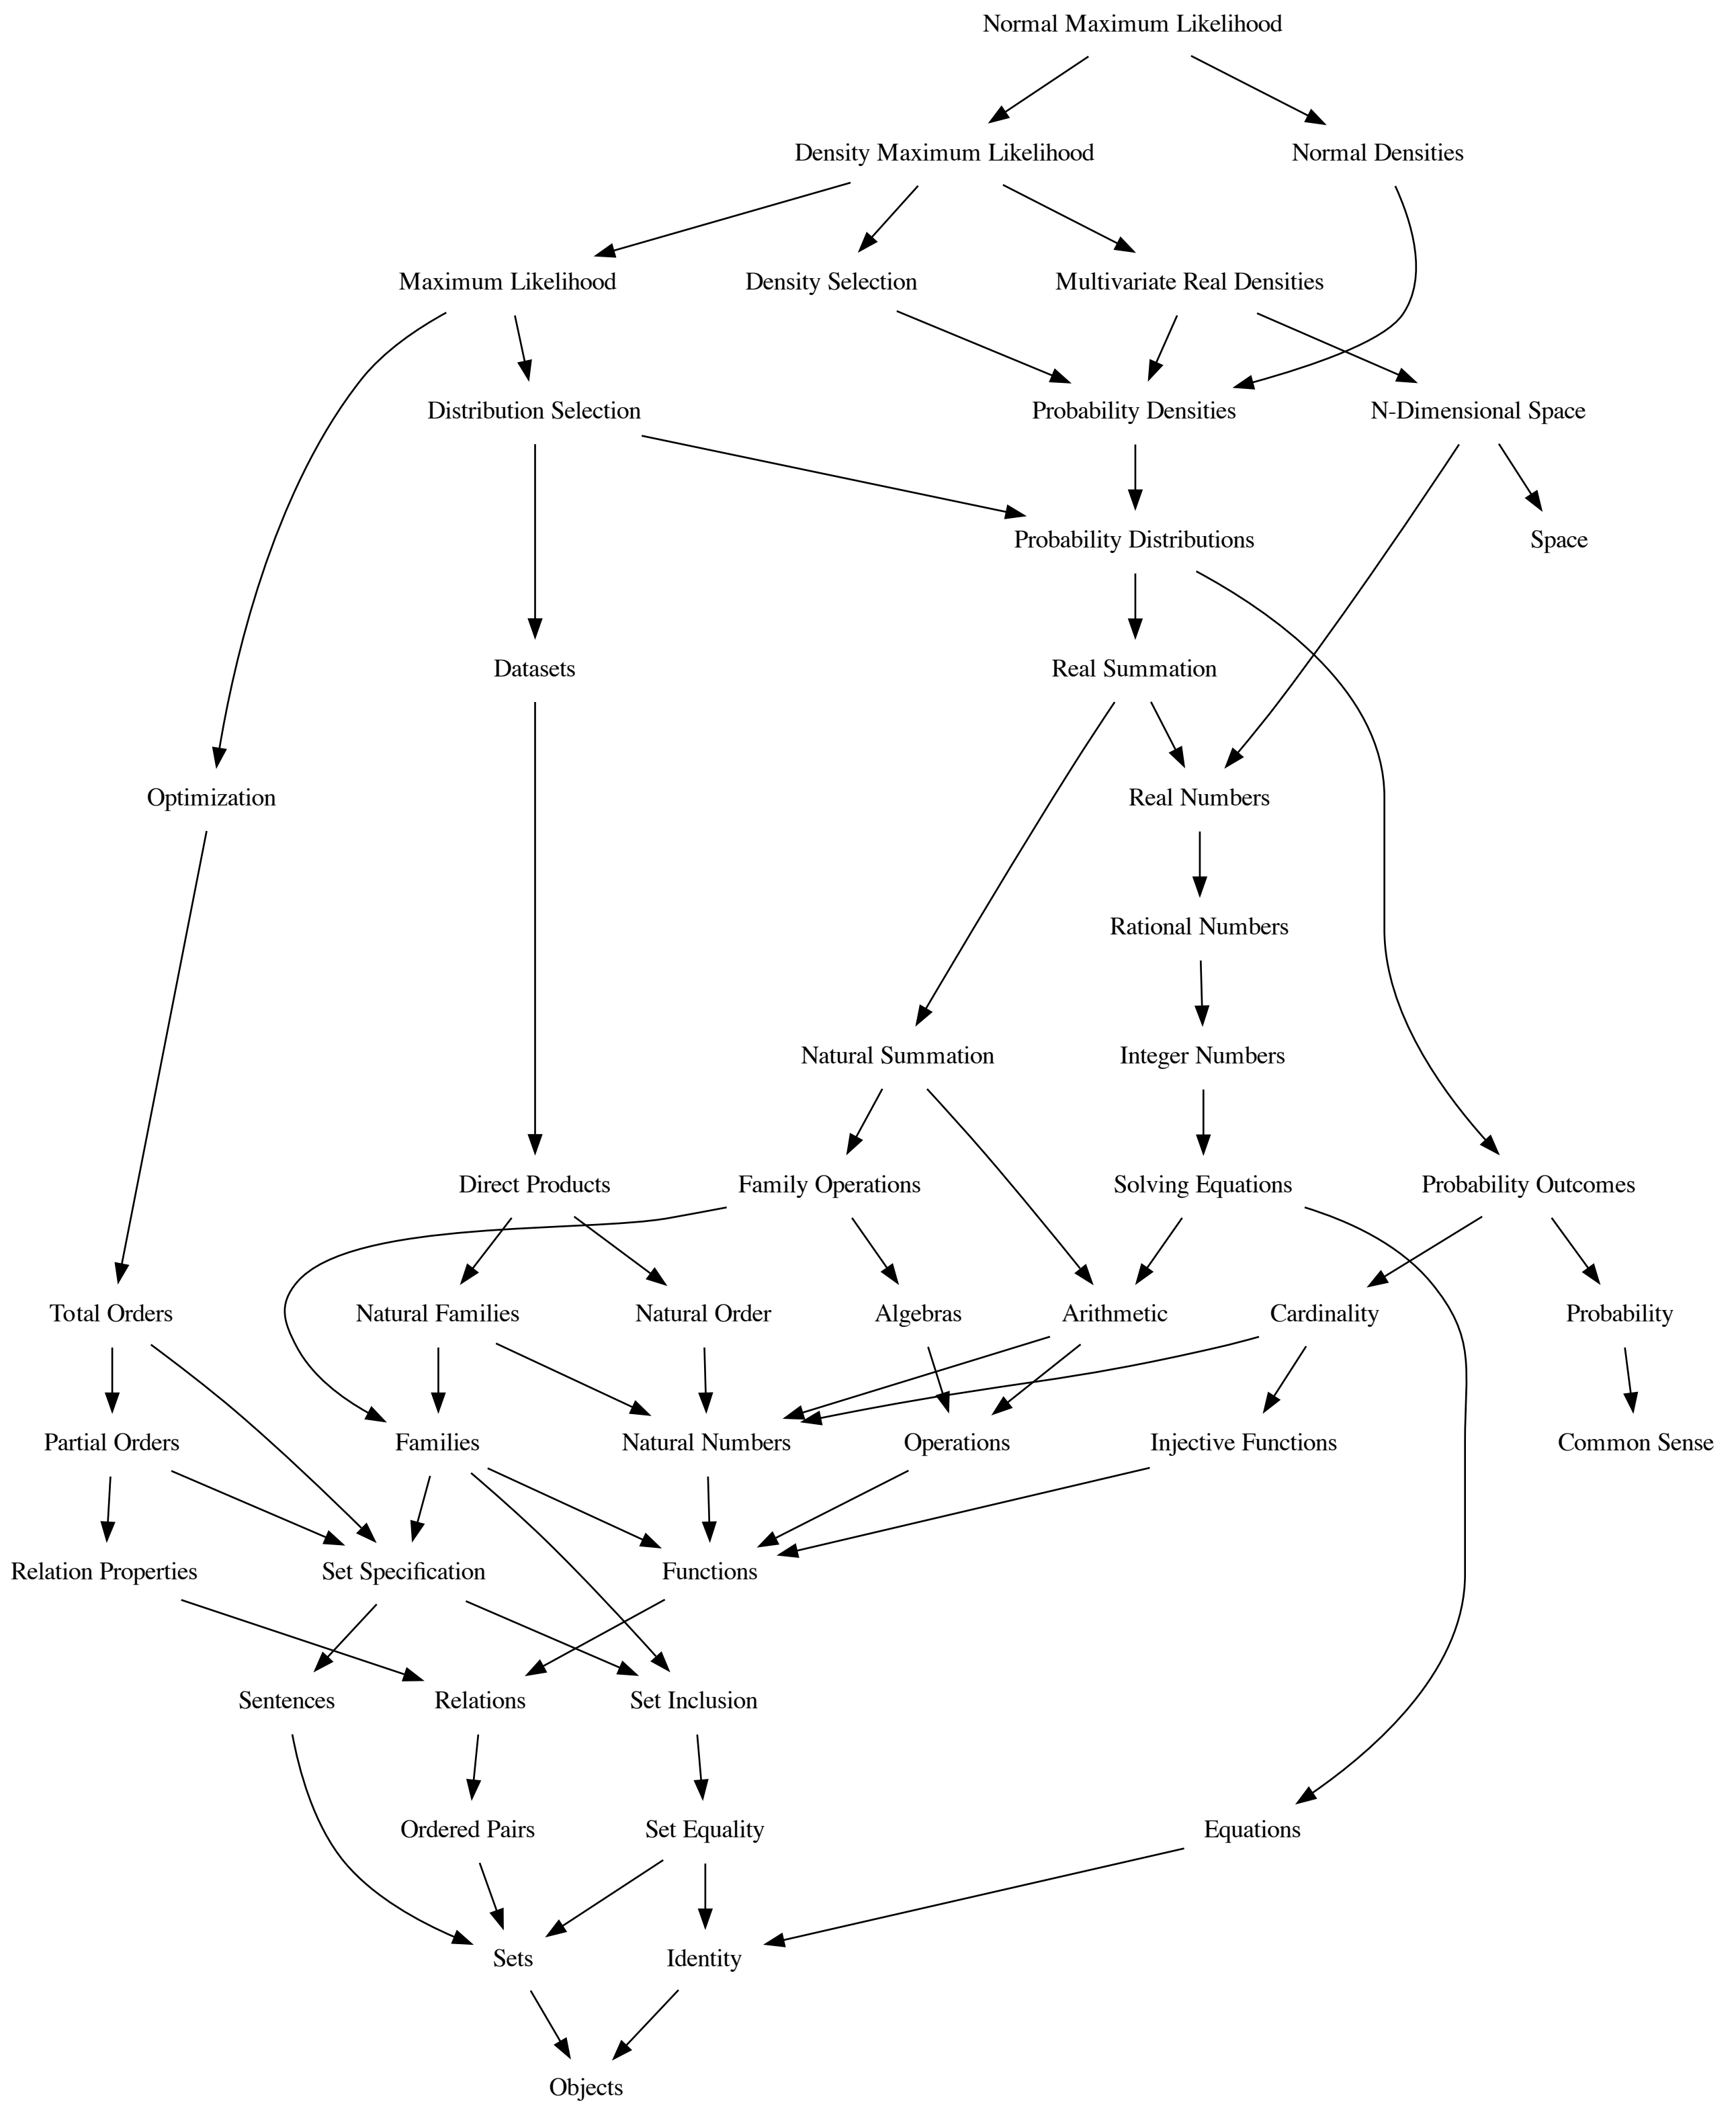 Normal Maximum Likelihood
Density Maximum Likelihood
Normal Densities
Maximum Likelihood
Density Selection
Multivariate Real Densities
Distribution Selection
Probability Densities
N-Dimensional Space
Probability Distributions
Space
Datasets
Real Summation
Optimization
Real Numbers
Rational Numbers
Natural Summation
Integer Numbers
Direct Products
Family Operations
Solving Equations
Probability Outcomes
Total Orders
Natural Families
Natural Order
Algebras
Arithmetic
Cardinality
Probability
Partial Orders
Families
Natural Numbers
Operations
Injective Functions
Common Sense
Relation Properties
Set Specification
Functions
Sentences
Relations
Set Inclusion
Ordered Pairs
Set Equality
Equations
Sets
Identity
Objects